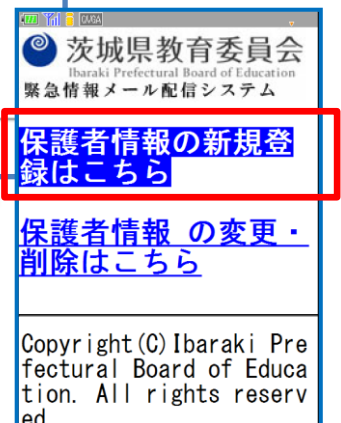 QVGA
茨城県教育委員会
Ibaraki Prefectural Board of Education
緊急情報メール配信システム
保護者情報の新規登
録はこちら
保護者情報 の変更・
削除はこちら
Copyright(C)Ibaraki Pre
fectural Board of Educa
tion. All rights reserv
ed